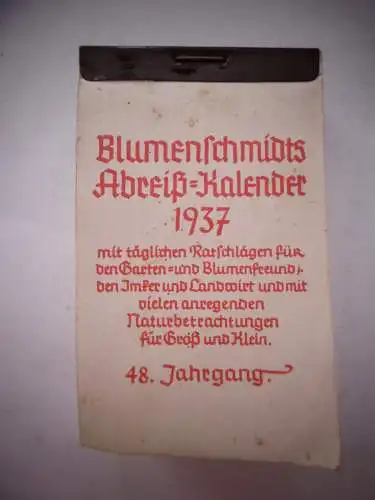 Blumenſchmidts
Abreiß=Kalender
1937
mit täglichen Ratſchlägen für
den Garten= und Blumenfreund,
den Imker und Landwirt und mit
vielen anregenden
Naturbetrachtungen
für Groß und Klein.
48. Jahrgang.